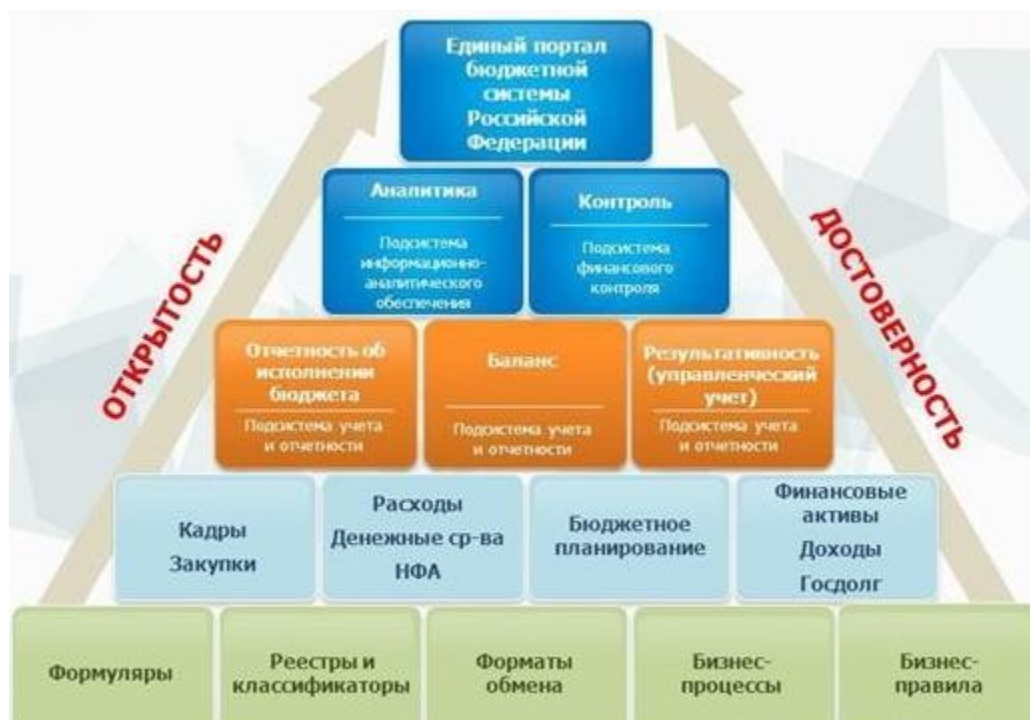 Единый портал
бюджетной
системы
Российской
Федерации
Аналитика
Подсистема
информационно-
аналитического
обеспечения
Контроль
Подсистема
финансового
контроля
ОТКРЫТОСТЬ
ДОСТОВЕРНОСТЬ
Отчетность об
исполнении
бюджета
Подсистема учета
и отчетности
Баланс
Подсистема учета
и отчетности
Результативность
(управленческий
учет)
Подсистема учета
и отчетности
Кадры
Закупки
Расходы
Денежные ср-ва
НФА
Бюджетное
планирование
Финансовые
активы
Доходы
Госдолг
Формуляры
Реестры и
классификаторы
Форматы
обмена
Бизнес-
процессы
Бизнес-
правила